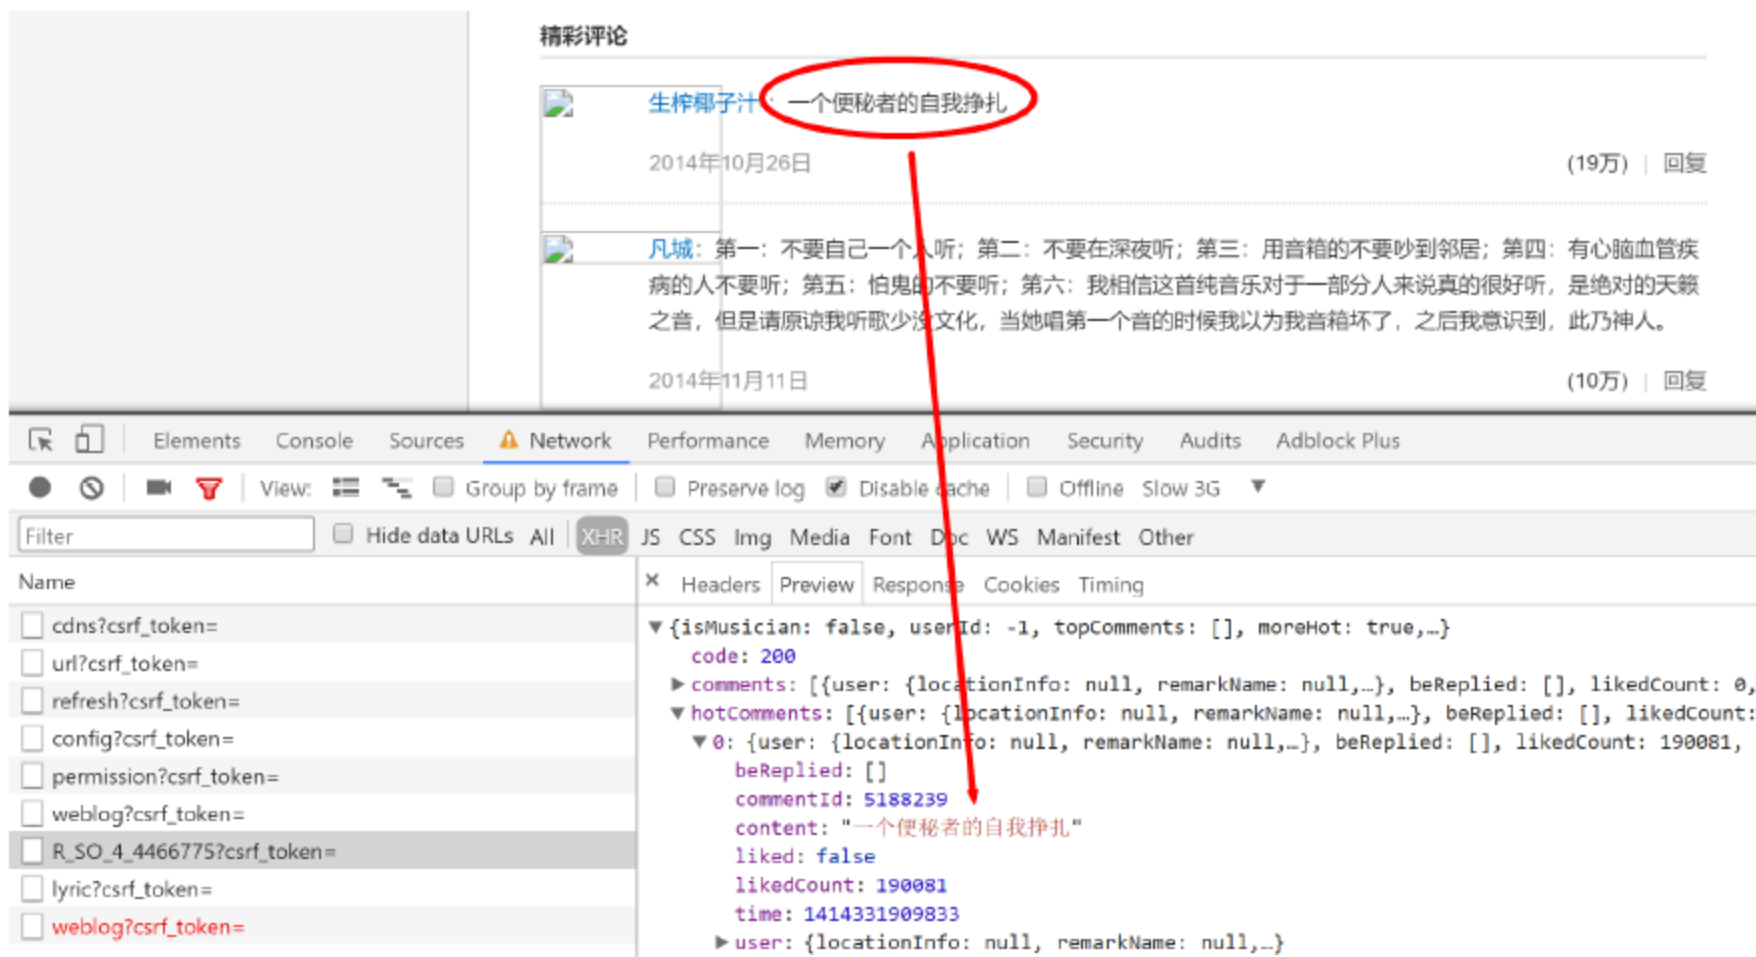 精彩评论
生榨椰子汁： 一个便秘者的自我挣扎
2014年10月26日 (19万) | 回复
凡城：第一：不要自己一个人听；第二：不要在深夜听；第三：用音箱的不要吵到邻居；第四：有心脑血管疾
病的人不要听；第五：怕鬼的不要听；第六：我相信这首纯音乐对于一部分人来说真的很好听，是绝对的天籁
之音，但是请原谅我听歌少没文化，当她唱第一个音的时候我以为我音箱坏了，之后我意识到，此乃神人。
2014年11月11日 (10万) | 回复
Elements Console Sources Network Performance Memory Application Security Audits Adblock Plus
View: Group by frame Preserve log Disable cache Offline Slow 3G
Filter Hide data URLs All XHR JS CSS Img Media Font Doc WS Manifest Other
Name
cdns?csrf_token=
url?csrf_token=
refresh?csrf_token=
config?csrf_token=
permission?csrf_token=
weblog?csrf_token=
R_SO_4_4466775?csrf_token=
lyric?csrf_token=
weblog?csrf_token=
× Headers Preview Response Cookies Timing
{isMusician: false, userId: -1, topComments: [], moreHot: true,…}
code: 200
comments: [{user: {locationInfo: null, remarkName: null,…}, beReplied: [], likedCount: 0,
hotComments: [{user: {locationInfo: null, remarkName: null,…}, beReplied: [], likedCount:
0: {user: {locationInfo: null, remarkName: null,…}, beReplied: [], likedCount: 190081,
beReplied: []
commentId: 5188239
content: "一个便秘者的自我挣扎"
liked: false
likedCount: 190081
time: 1414331909833
user: {locationInfo: null, remarkName: null,…}